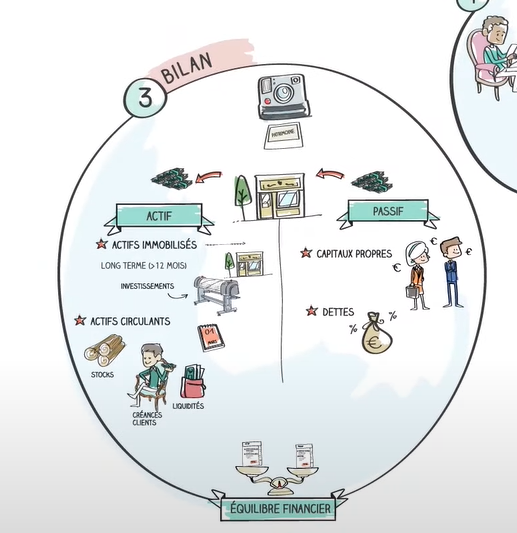 3
BILAN
PATRIMOINE
ACTIF
PASSIF
★ ACTIFS IMMOBILISÉS
LONG TERME (>12 MOIS)
INVESTISSEMENTS
★ ACTIFS CIRCULANTS
STOCKS
CRÉANCES
CLIENTS
LIQUIDITÉS
★ CAPITAUX PROPRES
€ € €
★ DETTES
% %
€
ÉQUILIBRE FINANCIER